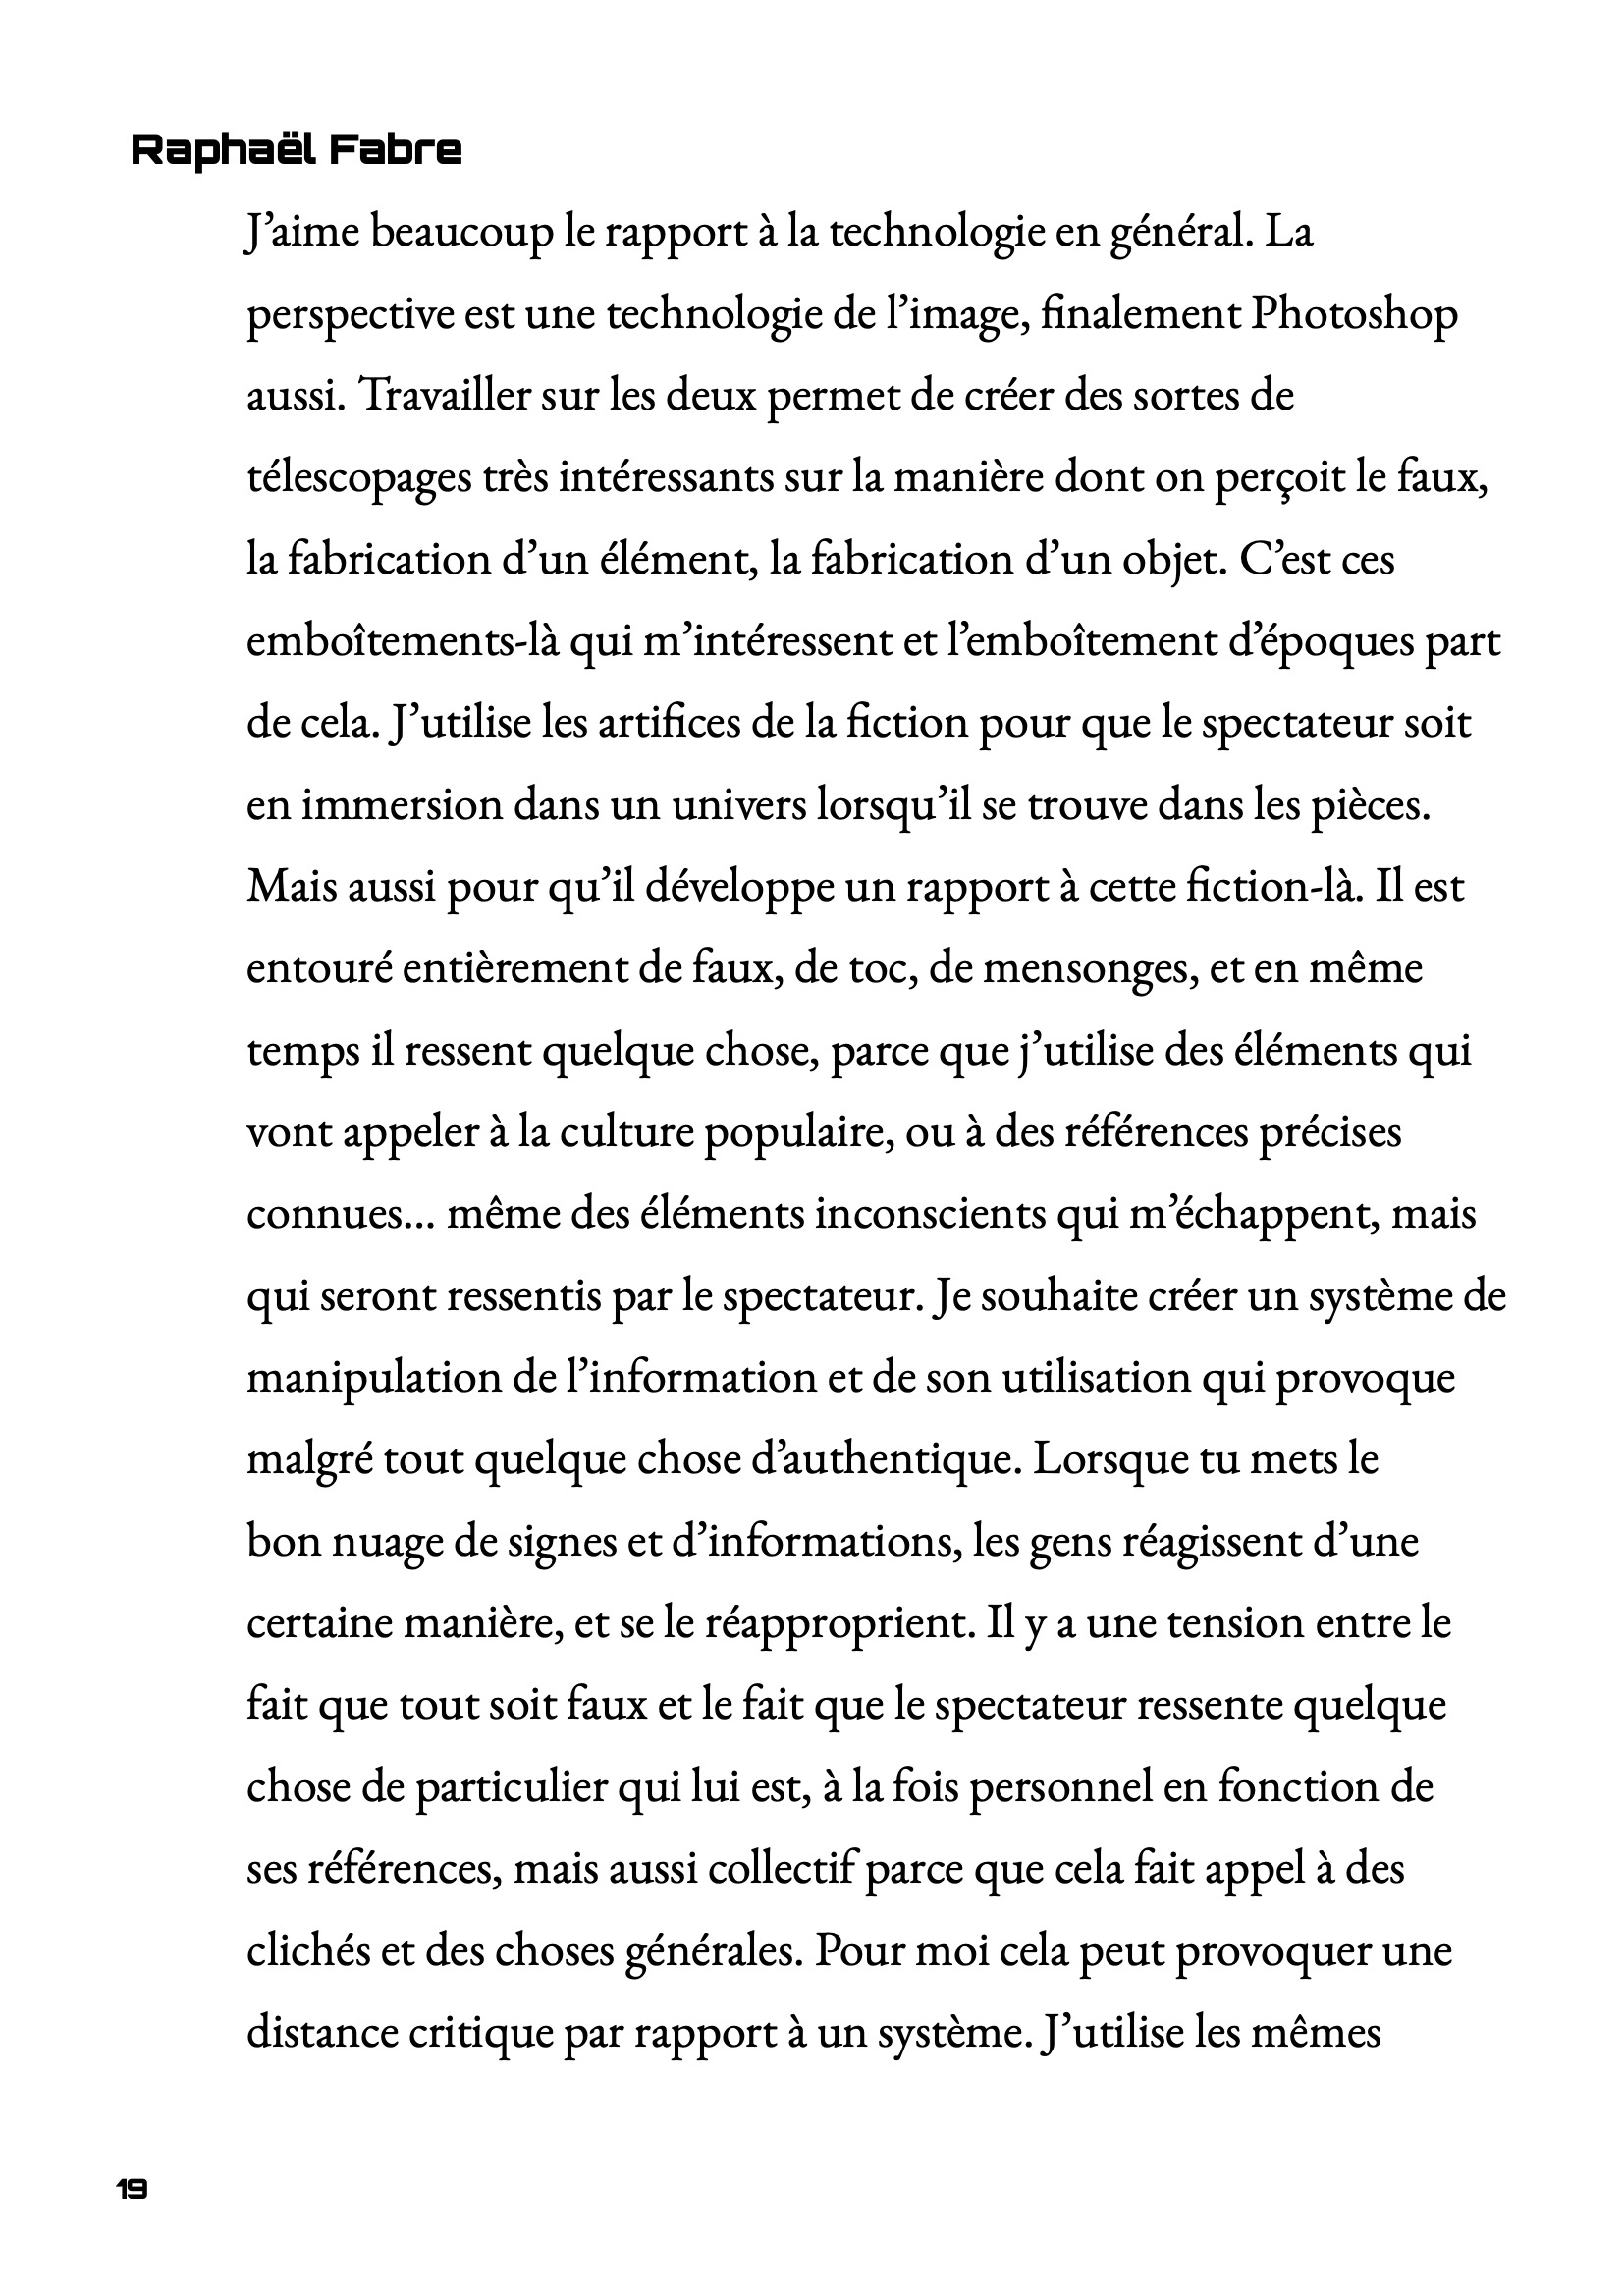 Raphaël Fabre
J’aime beaucoup le rapport à la technologie en général. La
perspective est une technologie de l’image, finalement Photoshop
aussi. Travailler sur les deux permet de créer des sortes de
télescopages très intéressants sur la manière dont on perçoit le faux,
la fabrication d’un élément, la fabrication d’un objet. C’est ces
emboîtements-là qui m’intéressent et l’emboîtement d’époques part
de cela. J’utilise les artifices de la fiction pour que le spectateur soit
en immersion dans un univers lorsqu’il se trouve dans les pièces.
Mais aussi pour qu’il développe un rapport à cette fiction-là. Il est
entouré entièrement de faux, de toc, de mensonges, et en même
temps il ressent quelque chose, parce que j’utilise des éléments qui
vont appeler à la culture populaire, ou à des références précises
connues... même des éléments inconscients qui m’échappent, mais
qui seront ressentis par le spectateur. Je souhaite créer un système de
manipulation de l’information et de son utilisation qui provoque
malgré tout quelque chose d’authentique. Lorsque tu mets le
bon nuage de signes et d’informations, les gens réagissent d’une
certaine manière, et se le réapproprient. Il y a une tension entre le
fait que tout soit faux et le fait que le spectateur ressente quelque
chose de particulier qui lui est, à la fois personnel en fonction de
ses références, mais aussi collectif parce que cela fait appel à des
clichés et des choses générales. Pour moi cela peut provoquer une
distance critique par rapport à un système. J’utilise les mêmes
19